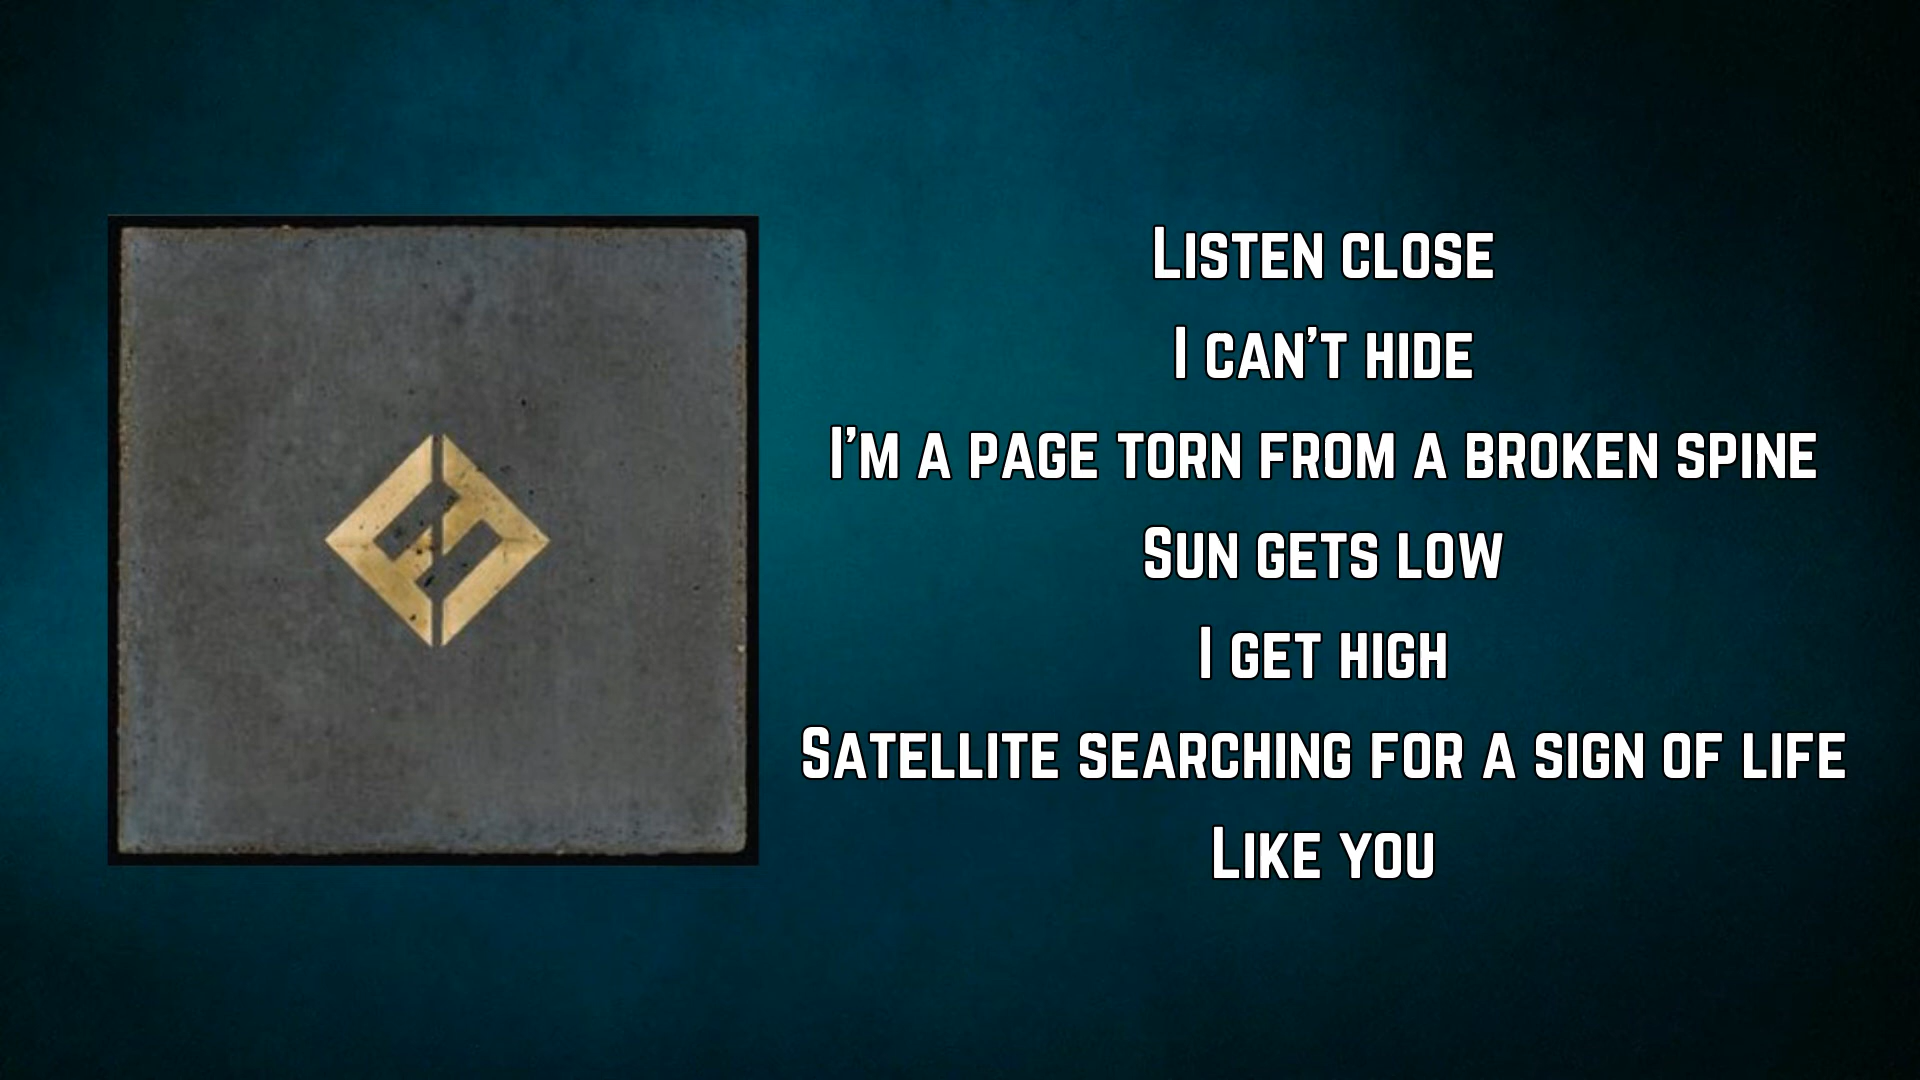 Listen close
I can't hide
I'm a page torn from a broken spine
Sun gets low
I get high
Satellite searching for a sign of life
Like you